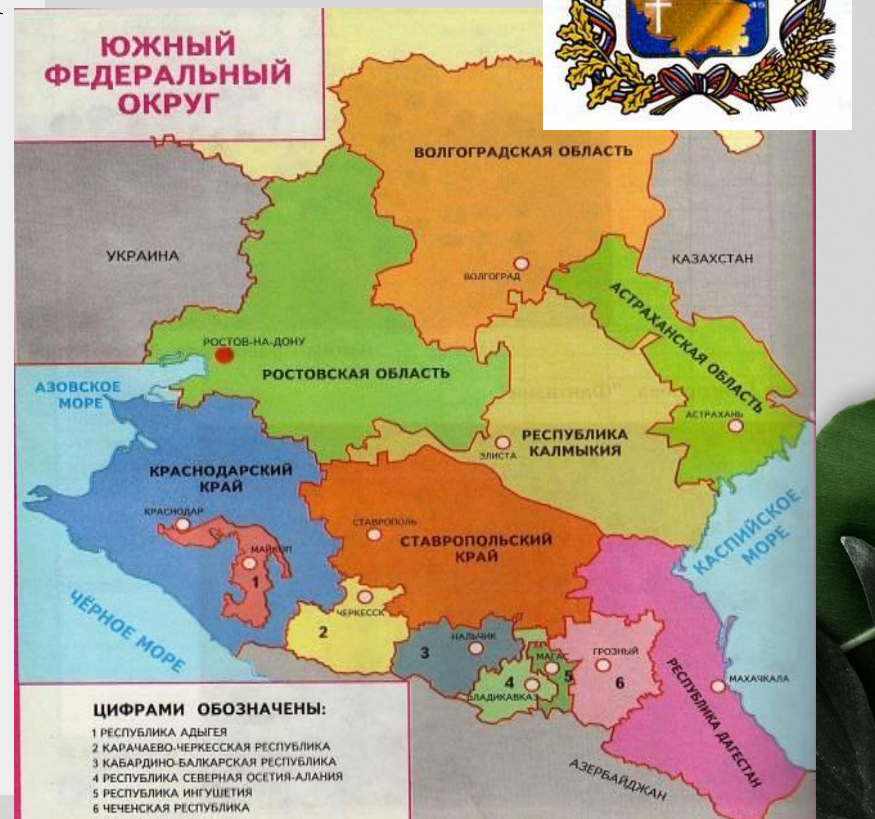 ЮЖНЫЙ
ФЕДЕРАЛЬНЫЙ
ОКРУГ
45
ВОЛГОГРАДСКАЯ ОБЛАСТЬ
УКРАИНА
КАЗАХСТАН
ВОЛГОГРАД
АСТРАХАНСКАЯ ОБЛАСТЬ
РОСТОВ-НА-ДОНУ
РОСТОВСКАЯ ОБЛАСТЬ
АЗОВСКОЕ
МОРЕ
АСТРАХАНЬ
РЕСПУБЛИКА
КАЛМЫКИЯ
ЭЛИСТА
КРАСНОДАРСКИЙ
КРАЙ
КРАСНОДАР
СТАВРОПОЛЬ
СТАВРОПОЛЬСКИЙ
КРАЙ
КАСПИЙСКОЕ
МОРЕ
МАЙКОП
1
ЧЁРНОЕ МОРЕ
ЧЕРКЕССК
2
НАЛЬЧИК
3
МАГАС
ГРОЗНЫЙ
4
5
6
ЛАДИКАВКАЗ
МАХАЧКАЛА
РЕСПУБЛИКА ДАГЕСТАН
АЗЕРБАЙДЖАН
ЦИФРАМИ ОБОЗНАЧЕНЫ:
1 РЕСПУБЛИКА АДЫГЕЯ
2 КАРАЧАЕВО-ЧЕРКЕССКАЯ РЕСПУБЛИКА
3 КАБАРДИНО-БАЛКАРСКАЯ РЕСПУБЛИКА
4 РЕСПУБЛИКА СЕВЕРНАЯ ОСЕТИЯ-АЛАНИЯ
5 РЕСПУБЛИКА ИНГУШЕТИЯ
6 ЧЕЧЕНСКАЯ РЕСПУБЛИКА